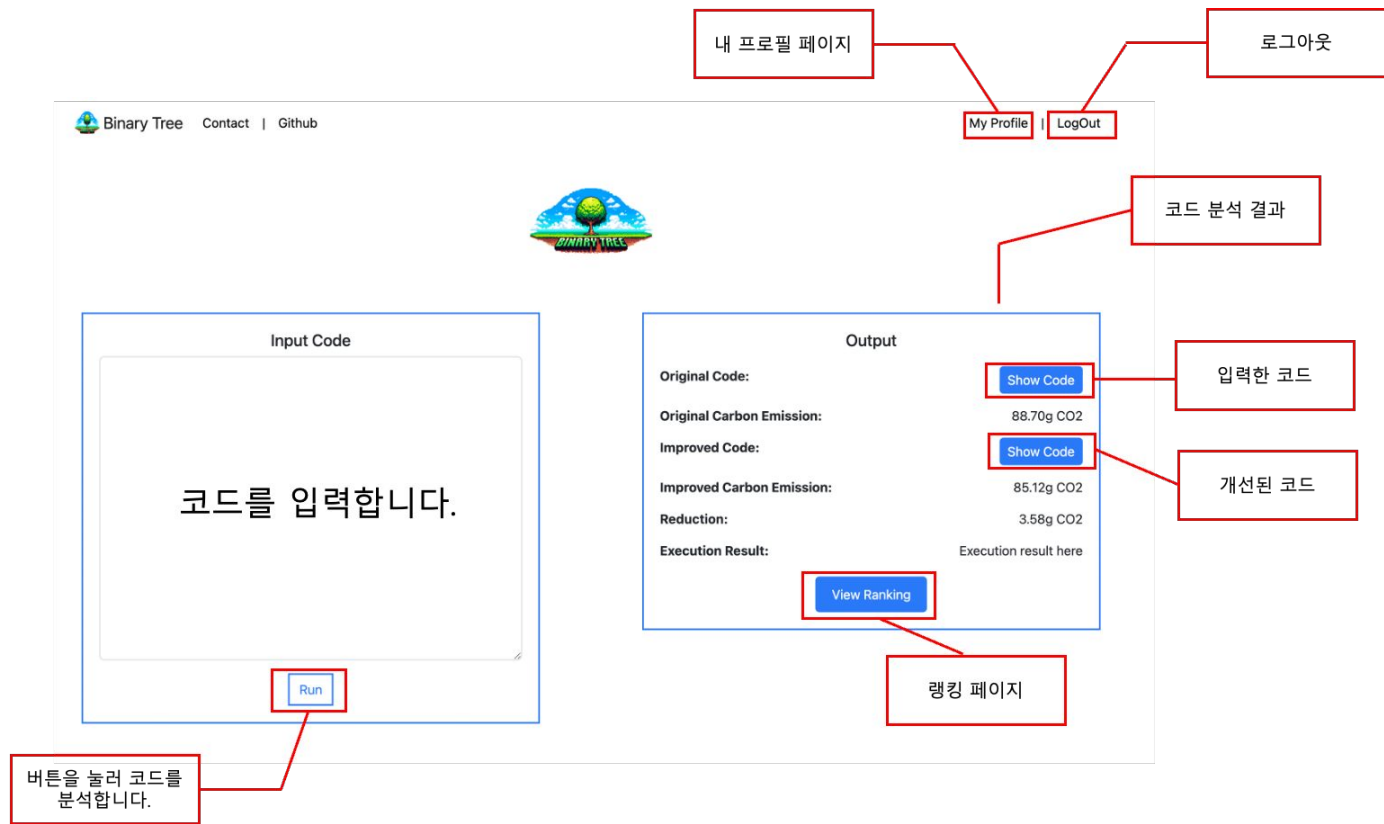 내 프로필 페이지
로그아웃
Binary Tree Contact | Github
My Profile | LogOut
BINARY TREE
코드 분석 결과
Input Code
코드를 입력합니다.
Run
버튼을 눌러 코드를
분석합니다.
Output
Original Code: Show Code
입력한 코드
Original Carbon Emission: 88.70g CO2
Improved Code: Show Code
개선된 코드
Improved Carbon Emission: 85.12g CO2
Reduction: 3.58g CO2
Execution Result: Execution result here
View Ranking
랭킹 페이지